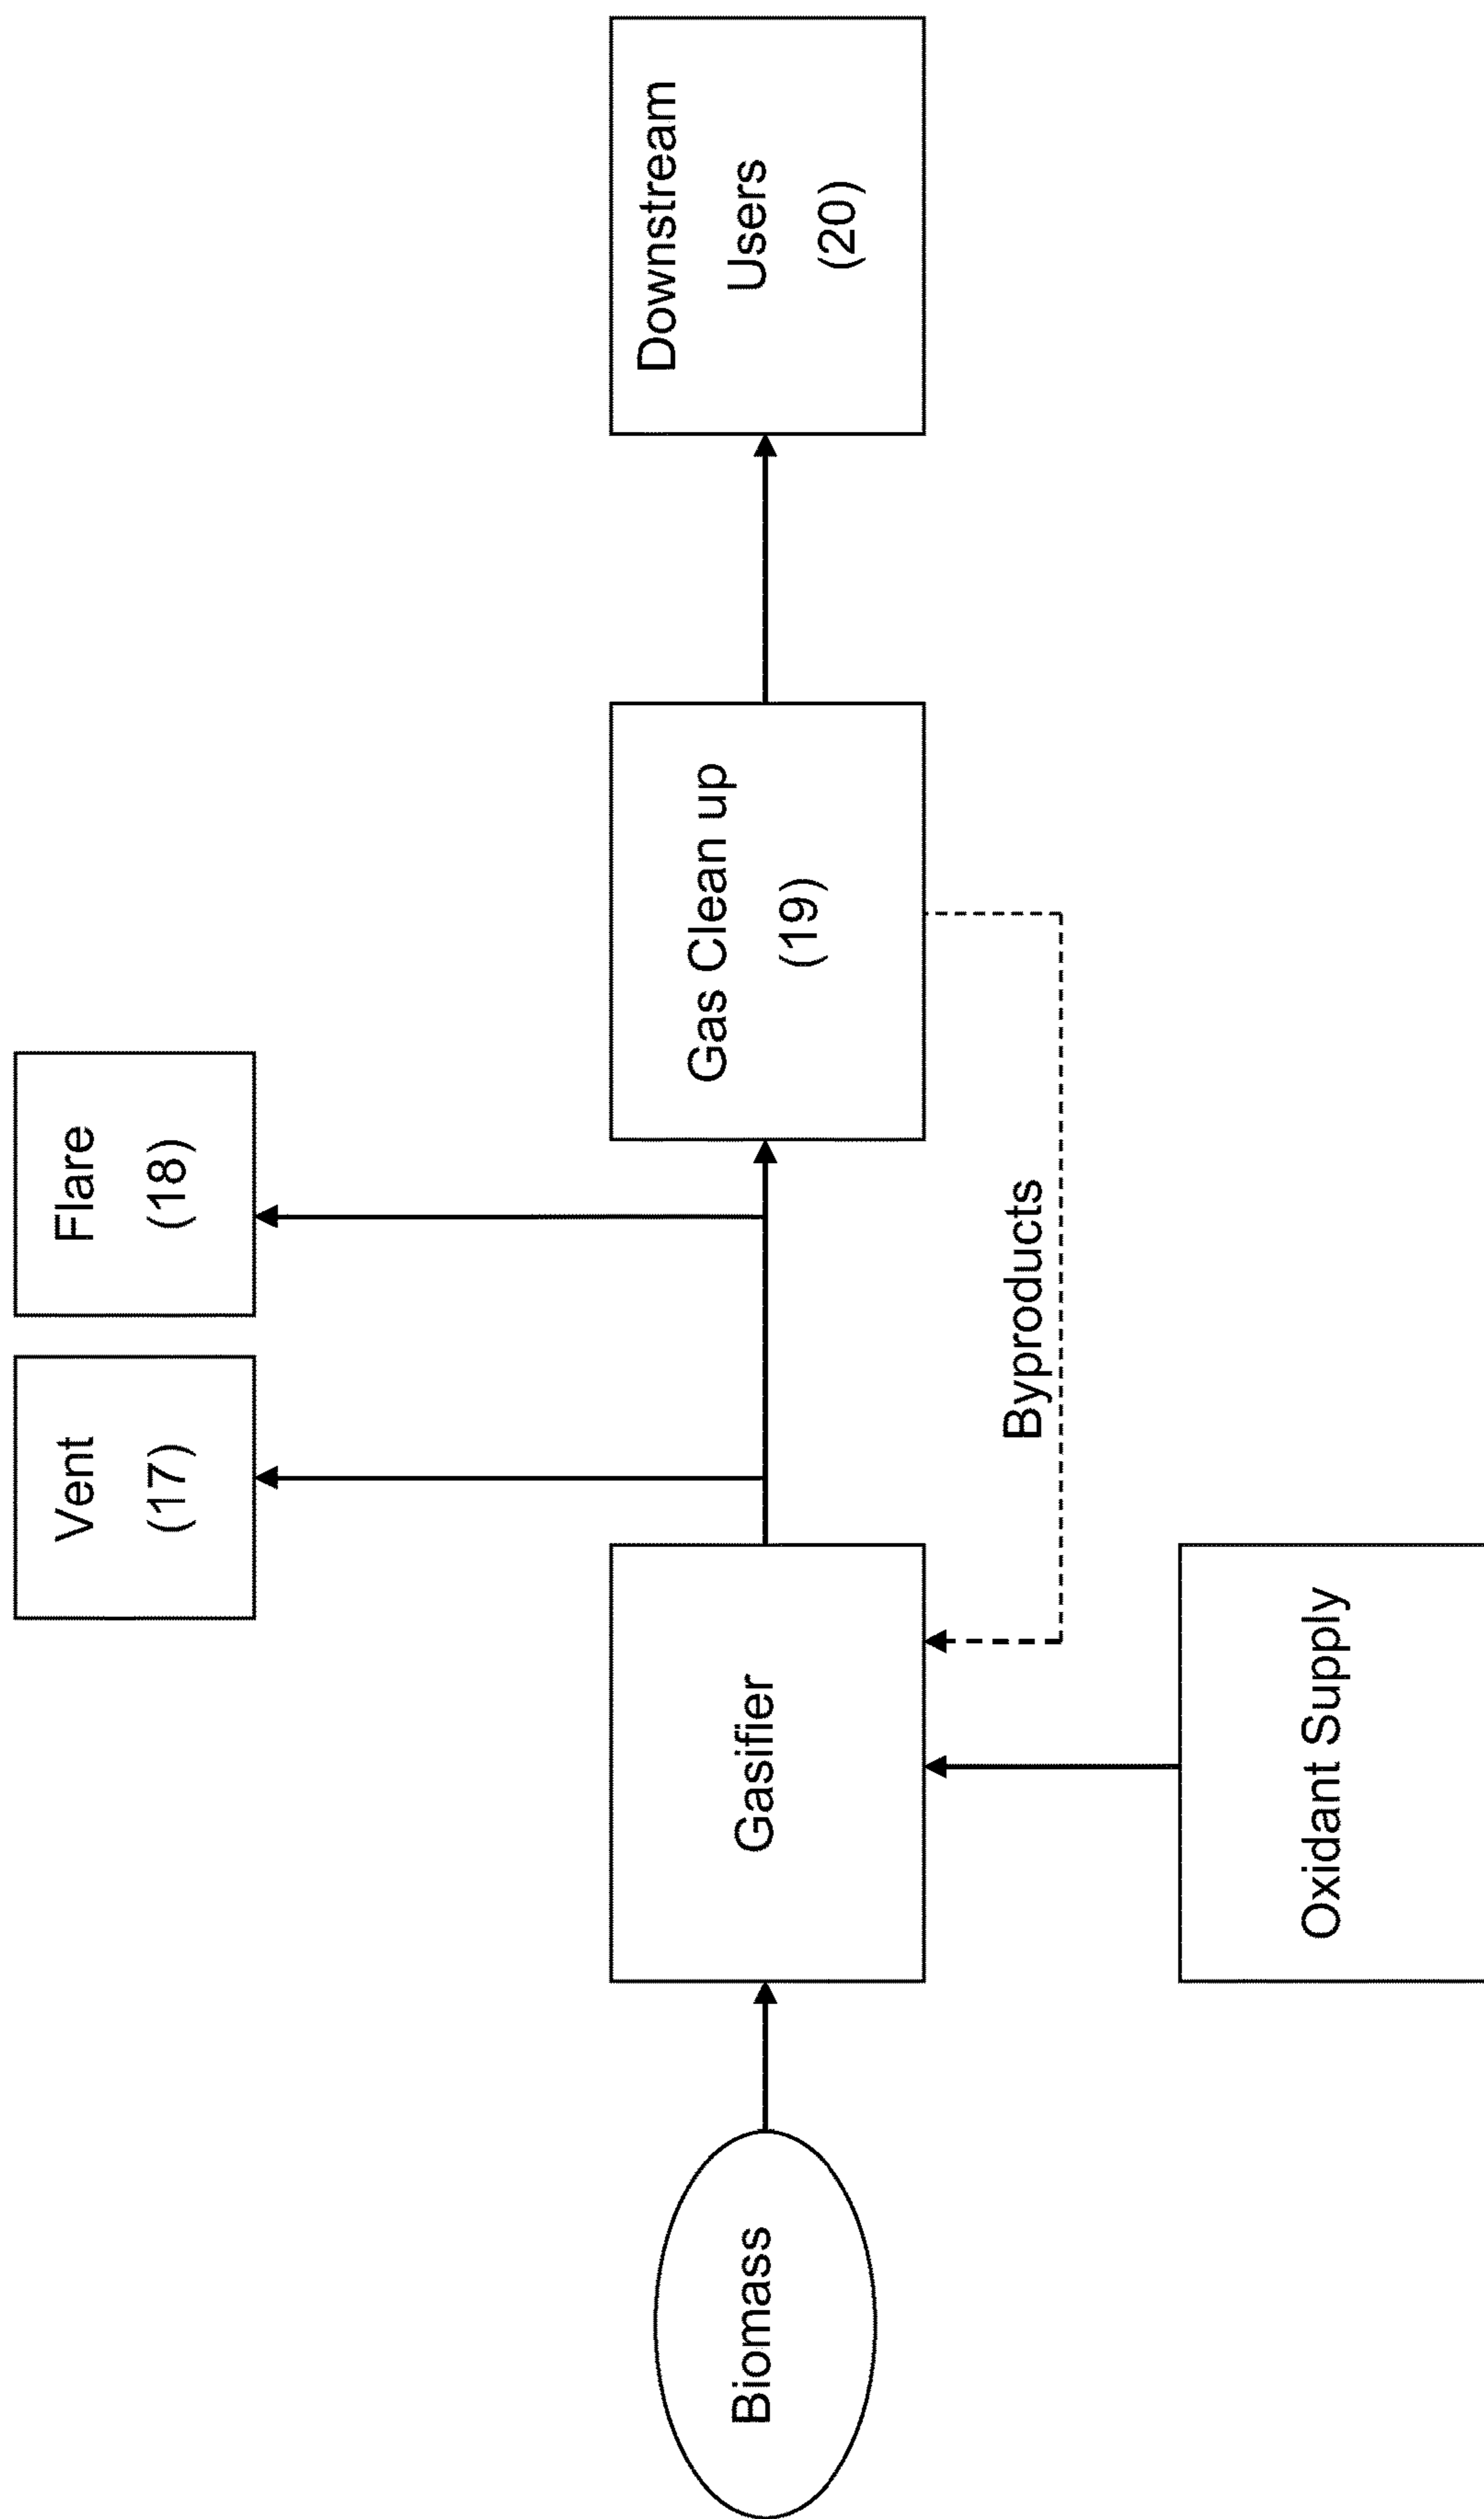 Vent
(17)
Flare
(18)
Biomass
Gasifier
Gas Clean up
(19)
Downstream
Users
(20)
Byproducts
Oxidant Supply